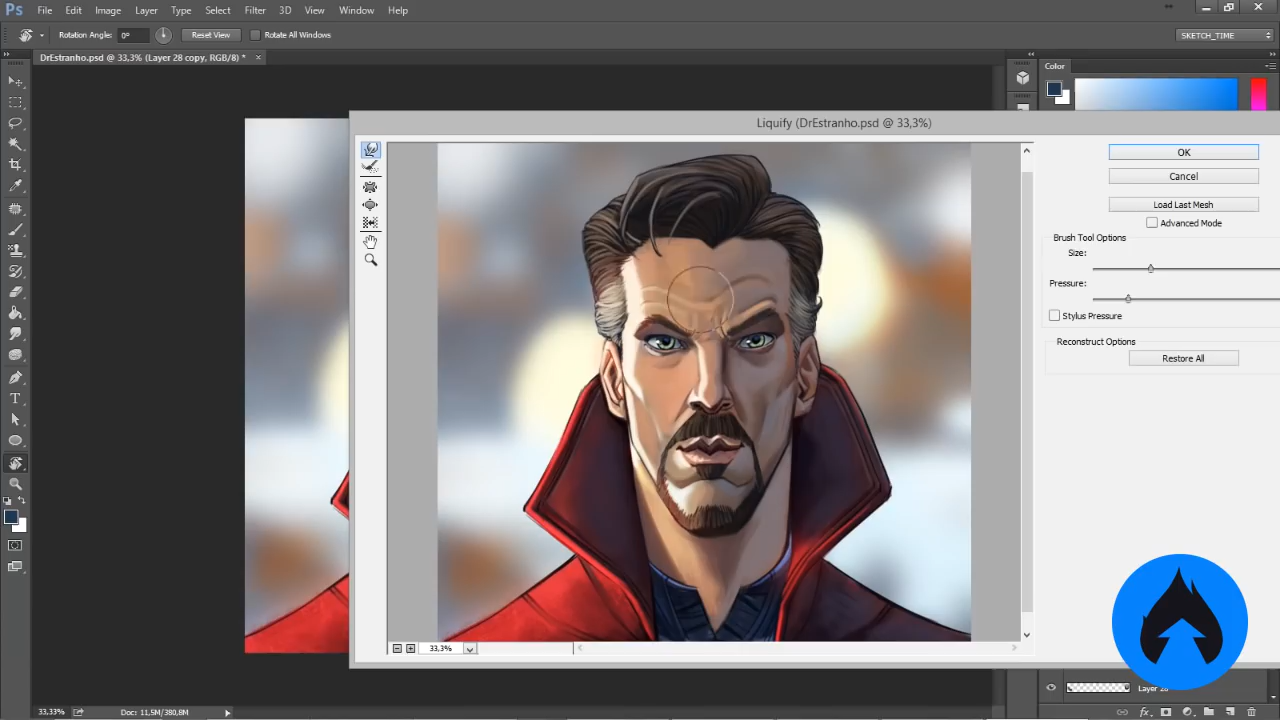 Ps File Edit Image Layer Type Select Filter 3D View Window Help
Rotation Angle: 0° Reset View Rotate All Windows SKETCH_TIME
DrEstranho.psd @ 33,3% (Layer 28 copy, RGB/8) *
Color
Liquify (DrEstranho.psd @ 33,3%)
OK
Cancel
Load Last Mesh
Advanced Mode
Brush Tool Options
Size:
Pressure:
Stylus Pressure
Reconstruct Options
Restore All
33,3%
Layer 28
33,33% Doc: 11,5M/380,8M